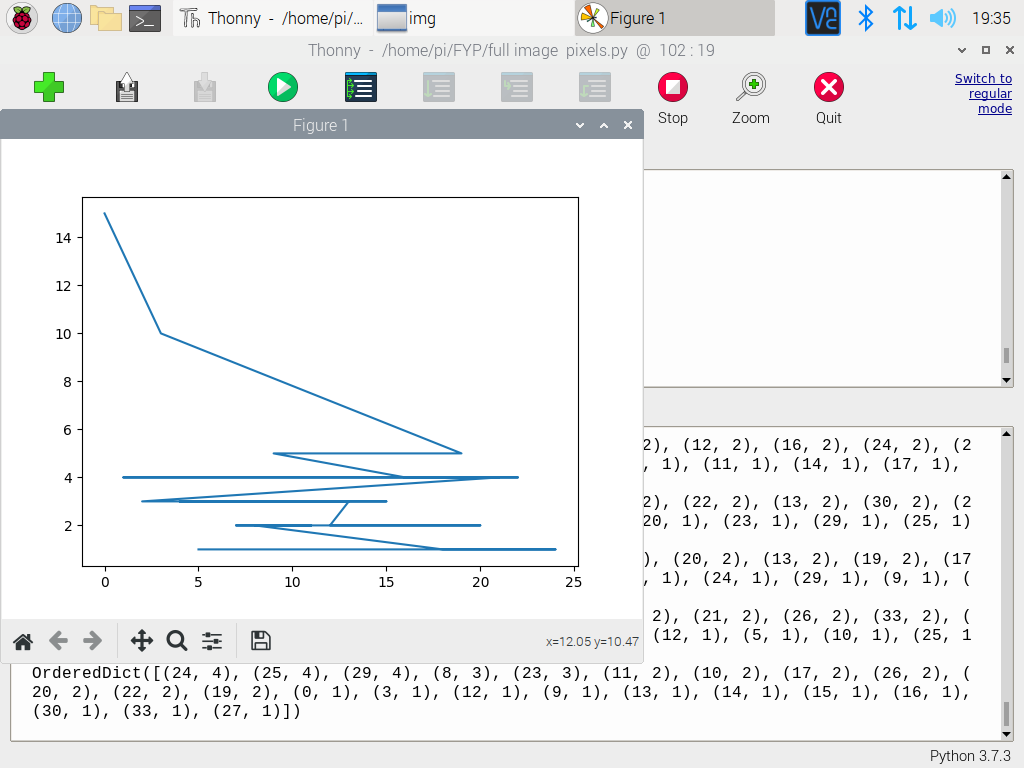 Thonny - /home/pi/...
img
Figure 1
VNC
19:35
Thonny - /home/pi/FYP/full image pixels.py @ 102 : 19
Stop
Zoom
Quit
Switch to
regular
mode
Figure 1
14
12
10
8
6
4
2
0 5 10 15 20 25
x=12.05 y=10.47
2), (12, 2), (16, 2), (24, 2), (2
, 1), (11, 1), (14, 1), (17, 1),
2), (22, 2), (13, 2), (30, 2), (2
20, 1), (23, 1), (29, 1), (25, 1)
), (20, 2), (13, 2), (19, 2), (17
, 1), (24, 1), (29, 1), (9, 1), (
2), (21, 2), (26, 2), (33, 2), (
(12, 1), (5, 1), (10, 1), (25, 1
OrderedDict([(24, 4), (25, 4), (29, 4), (8, 3), (23, 3), (11, 2), (10, 2), (17, 2), (26, 2), (
20, 2), (22, 2), (19, 2), (0, 1), (3, 1), (12, 1), (9, 1), (13, 1), (14, 1), (15, 1), (16, 1),
(30, 1), (33, 1), (27, 1)])
Python 3.7.3